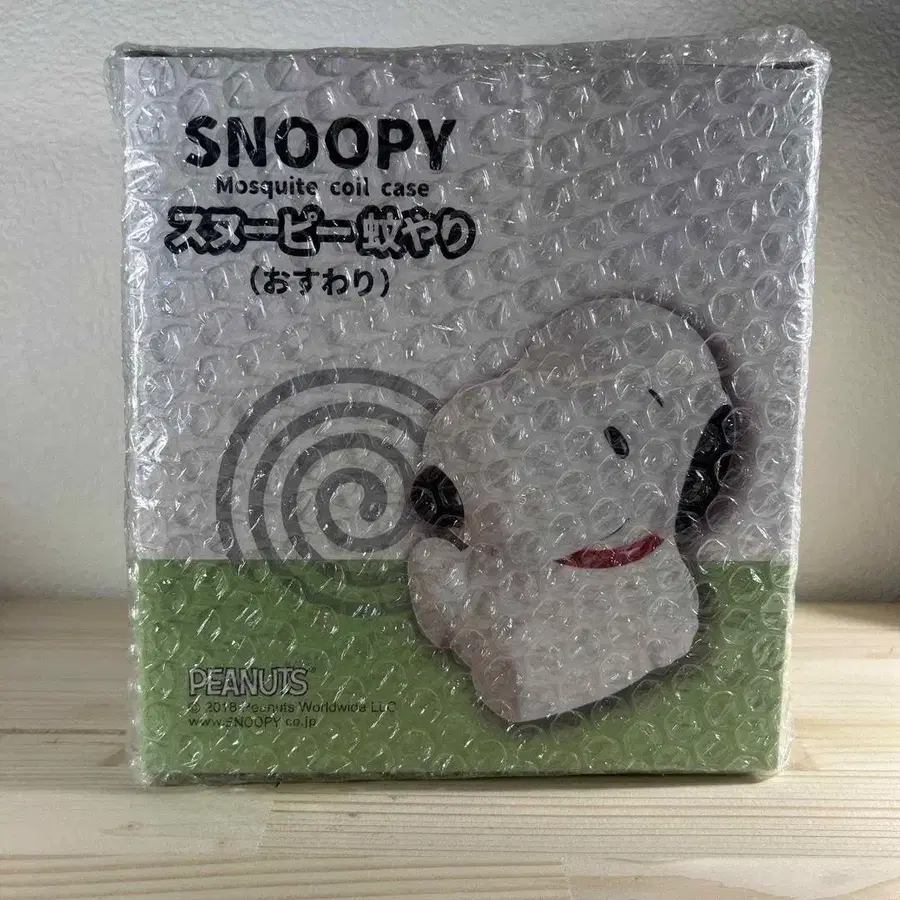 SNOOPY
Mosquite coil case
スヌーピー蚊やり
(おすわり)
PEANUTS
© 2018 Peanuts Worldwide LLC
www.SNOOPY.co.jp